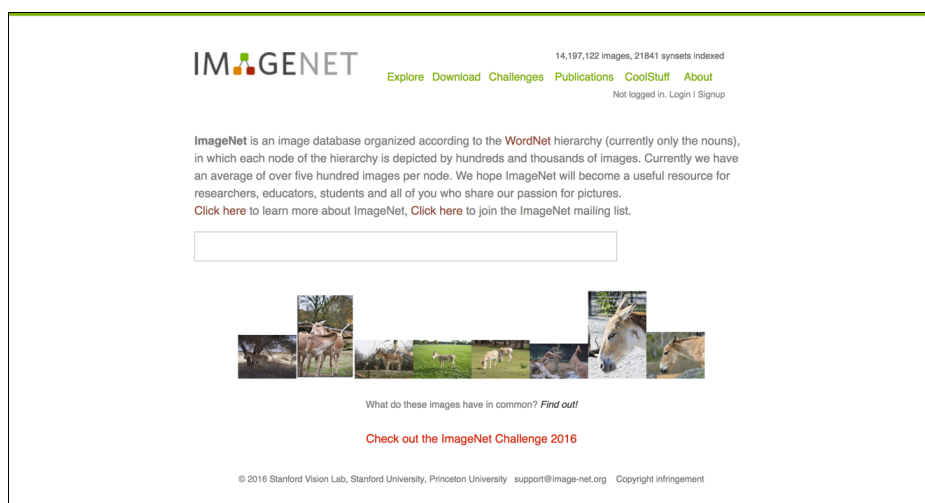 IMAGENET
14,197,122 images, 21841 synsets indexed
Explore Download Challenges Publications CoolStuff About
Not logged in. Login | Signup
ImageNet is an image database organized according to the WordNet hierarchy (currently only the nouns),
in which each node of the hierarchy is depicted by hundreds and thousands of images. Currently we have
an average of over five hundred images per node. We hope ImageNet will become a useful resource for
researchers, educators, students and all of you who share our passion for pictures.
Click here to learn more about ImageNet, Click here to join the ImageNet mailing list.
What do these images have in common? Find out!
Check out the ImageNet Challenge 2016
© 2016 Stanford Vision Lab, Stanford University, Princeton University support@image-net.org Copyright infringement